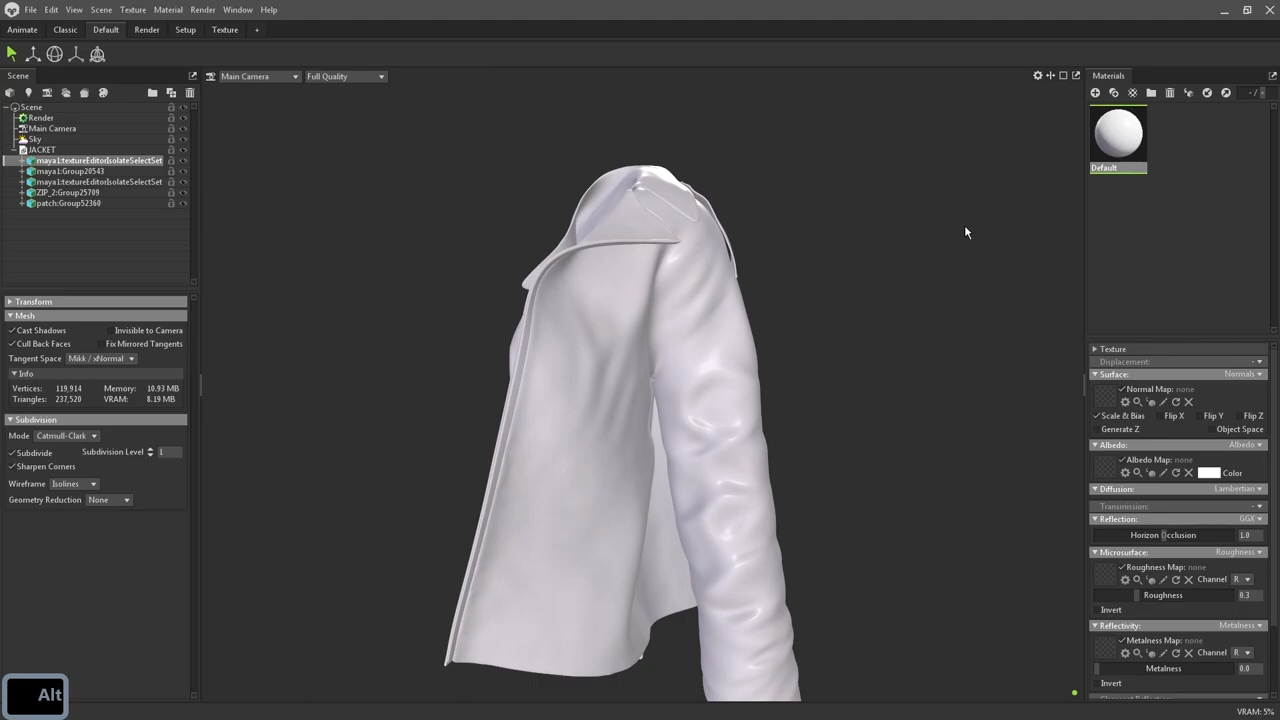 File Edit View Scene Texture Material Render Window Help
Animate Classic Default Render Setup Texture +
Scene
Main Camera Full Quality
Materials
- /
Scene
Render
Main Camera
Sky
JACKET
maya1:textureEditorIsolateSelectSet
maya1:Group20543
maya1:textureEditorIsolateSelectSet
ZIP_2:Group25709
patch:Group52360
Default
Transform
Mesh
Cast Shadows Invisible to Camera
Cull Back Faces Fix Mirrored Tangents
Tangent Space Mikk / xNormal
Info
Vertices: 119,914 Memory: 10.93 MB
Triangles: 237,520 VRAM: 8.19 MB
Subdivision
Mode Catmull-Clark
Subdivide Subdivision Level 1
Sharpen Corners
Wireframe Isolines
Geometry Reduction None
Texture
Displacement: -
Surface: Normals
Normal Map: none
Scale & Bias Flip X Flip Y Flip Z
Generate Z Object Space
Albedo: Albedo
Albedo Map: none
Color
Diffusion: Lambertian
Transmission: -
Reflection: GGX
Horizon Occlusion 1.0
Microsurface: Roughness
Roughness Map: none
Channel R
Roughness 0.3
Invert
Reflectivity: Metalness
Metalness Map: none
Channel R
Metalness 0.0
Invert
Alt
VRAM: 5%